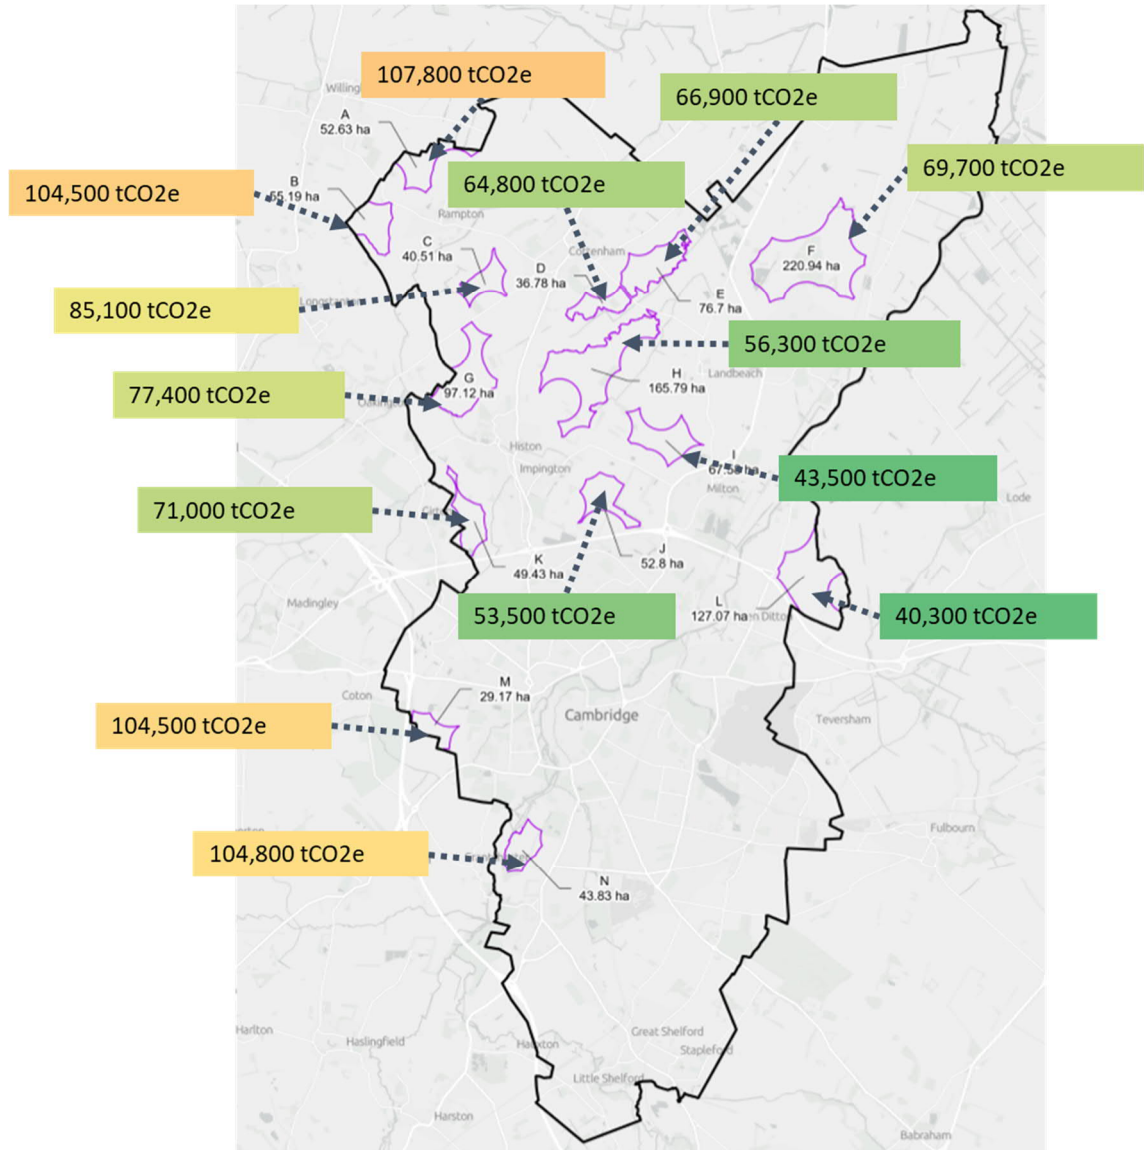 107,800 tCO2e
66,900 tCO2e
A
52.63 ha
69,700 tCO2e
64,800 tCO2e
104,500 tCO2e
B
55.19 ha
Rampton
C
40.51 ha
Cottenham
D
36.78 ha
F
220.94 ha
E
76.7 ha
Longstanton
85,100 tCO2e
56,300 tCO2e
H
165.79 ha
Landbeach
G
97.12 ha
77,400 tCO2e
Oakington
Histon
Impington
I
43,500 tCO2e
Milton
Lode
71,000 tCO2e
K
49.43 ha
J
52.8 ha
Madingley
L
127.07 ha
53,500 tCO2e
40,300 tCO2e
M
29.17 ha
Coton
104,500 tCO2e
Cambridge
Teversham
Fulbourn
104,800 tCO2e
N
43.83 ha
Harlton
Haslingfield
Great Shelford
Stapleford
Little Shelford
Harston
Babraham